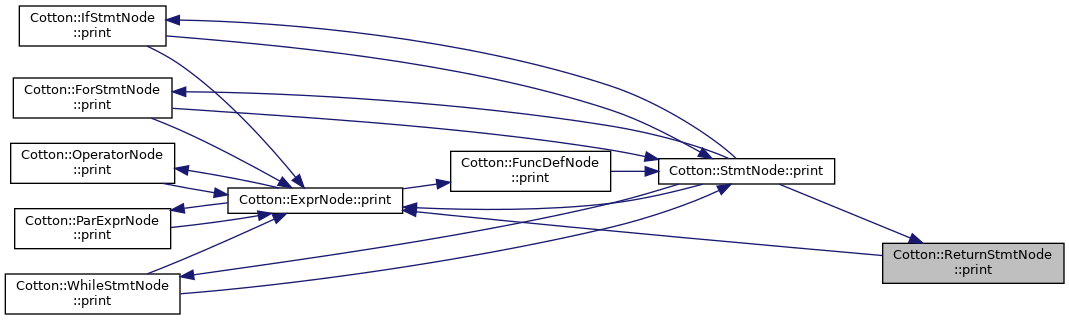 Cotton::IfStmtNode
::print
Cotton::ForStmtNode
::print
Cotton::OperatorNode
::print
Cotton::ParExprNode
::print
Cotton::WhileStmtNode
::print
Cotton::ExprNode::print
Cotton::FuncDefNode
::print
Cotton::StmtNode::print
Cotton::ReturnStmtNode
::print